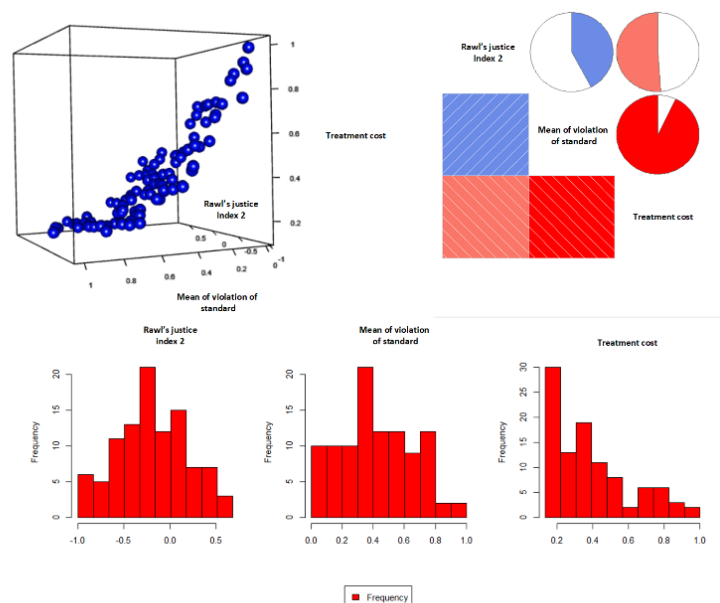 1
0.8
Treatment cost
0.6
0.4
0.2
Rawl's justice
Index 2
0.5
0
-0.5
-1
1
0.8
0.6
0.4
0.2
0
Mean of violation of
standard
Rawl's justice
Index 2
Mean of violation
of standard
Treatment cost
Rawl's justice
index 2
Frequency
0
5
10
15
20
-1.0
-0.5
0.0
0.5
Mean of violation
of standard
Frequency
0
5
10
15
20
0.0
0.2
0.4
0.6
0.8
1.0
Treatment cost
Frequency
0
5
10
15
20
25
30
0.2
0.4
0.6
0.8
1.0
Frequency